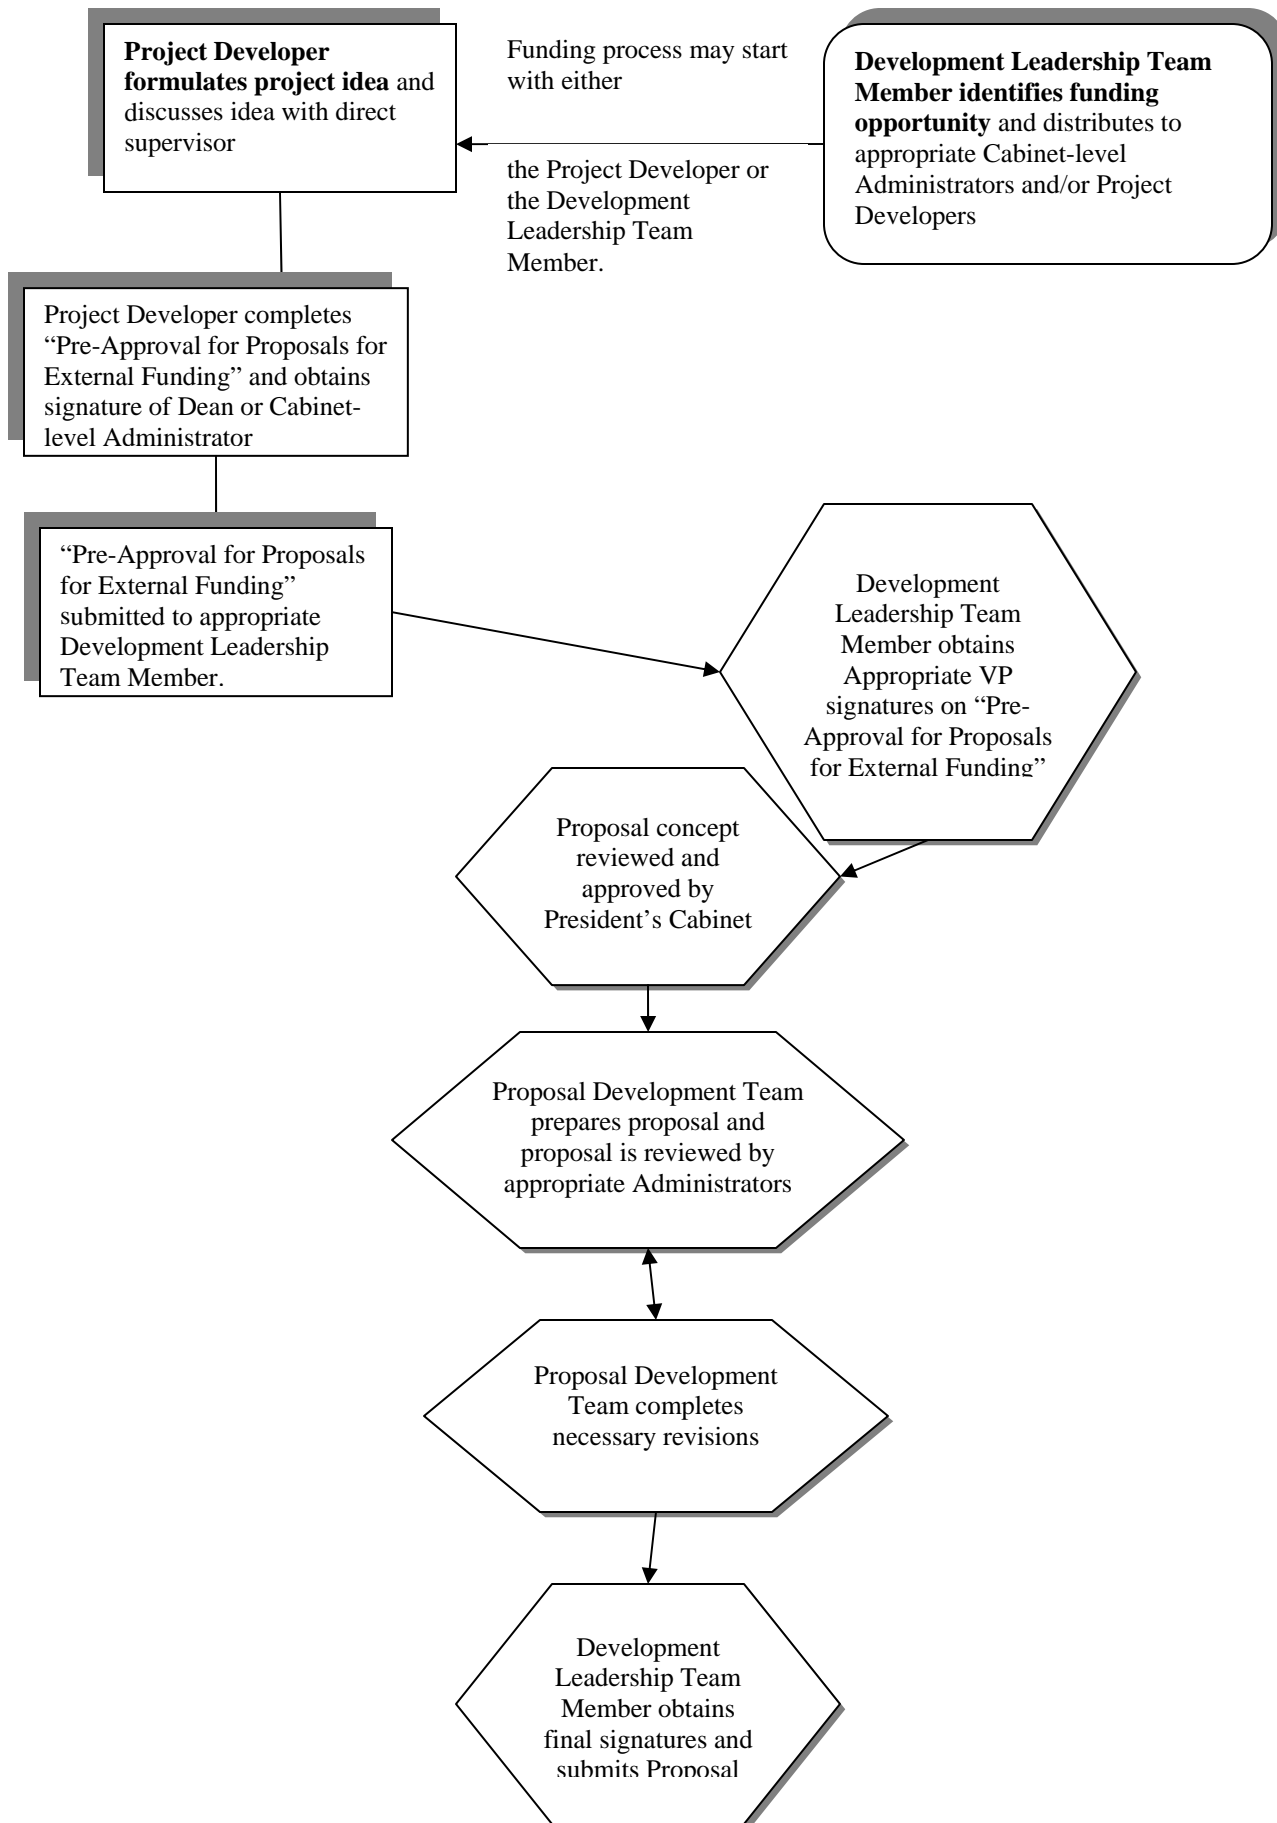 Project Developer
formulates project idea and
discusses idea with direct
supervisor
Funding process may start
with either
the Project Developer or
the Development
Leadership Team
Member.
Development Leadership Team
Member identifies funding
opportunity and distributes to
appropriate Cabinet-level
Administrators and/or Project
Developers
Project Developer completes
“Pre-Approval for Proposals for
External Funding” and obtains
signature of Dean or Cabinet-
level Administrator
“Pre-Approval for Proposals
for External Funding”
submitted to appropriate
Development Leadership
Team Member.
Development
Leadership Team
Member obtains
Appropriate VP
signatures on “Pre-
Approval for Proposals
for External Funding”
Proposal concept
reviewed and
approved by
President’s Cabinet
Proposal Development Team
prepares proposal and
proposal is reviewed by
appropriate Administrators
Proposal Development
Team completes
necessary revisions
Development
Leadership Team
Member obtains
final signatures and
submits Proposal